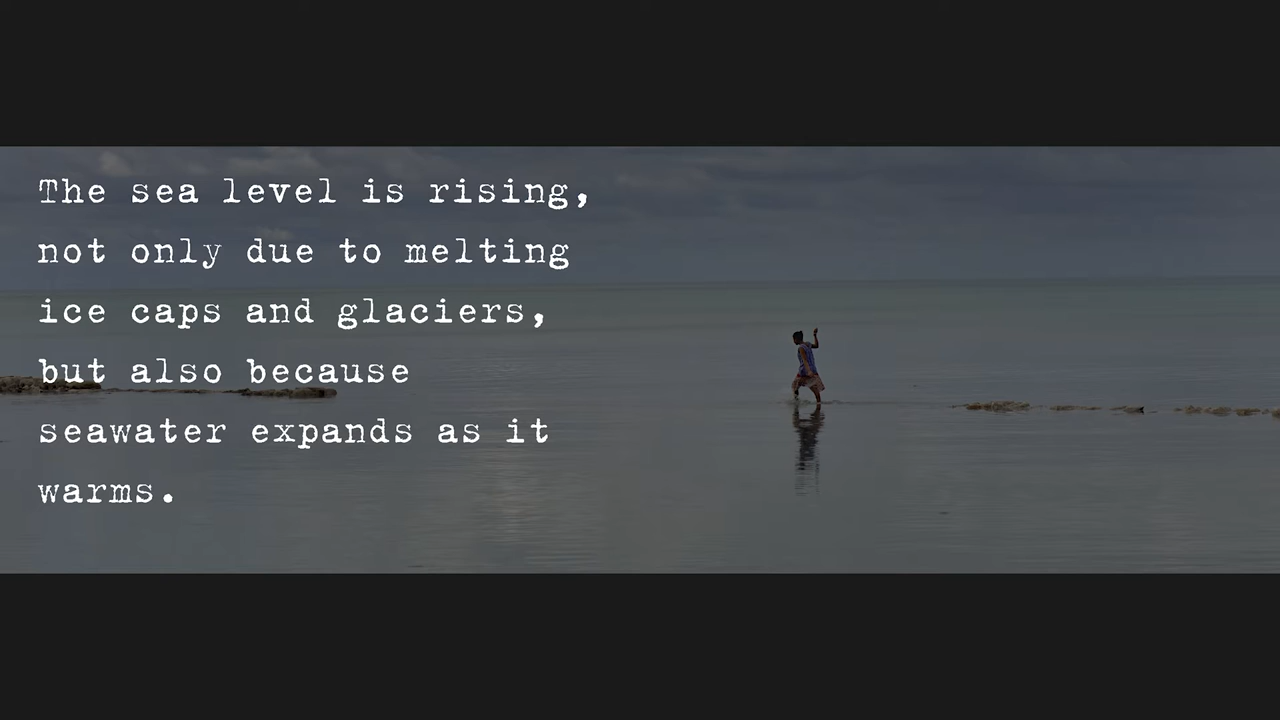 The sea level is rising,
not only due to melting
ice caps and glaciers,
but also because
seawater expands as it
warms.